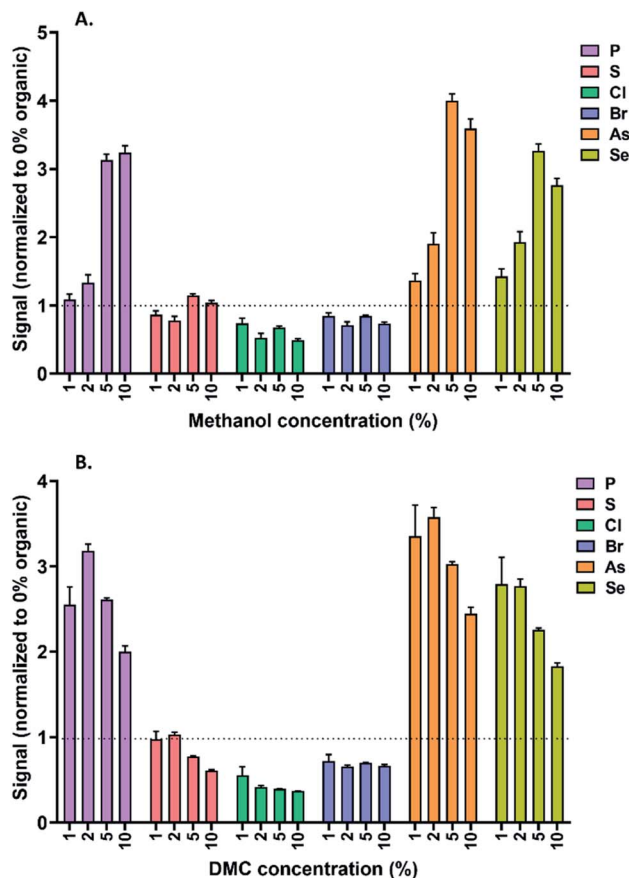 A.
Signal (normalized to 0% organic)
5
4
3
2
1
0
P
S
Cl
Br
As
Se
1 2 5 10 1 2 5 10 1 2 5 10 1 2 5 10 1 2 5 10 1 2 5 10
Methanol concentration (%)
B.
Signal (normalized to 0% organic)
4
3
2
1
0
P
S
Cl
Br
As
Se
1 2 5 10 1 2 5 10 1 2 5 10 1 2 5 10 1 2 5 10 1 2 5 10
DMC concentration (%)